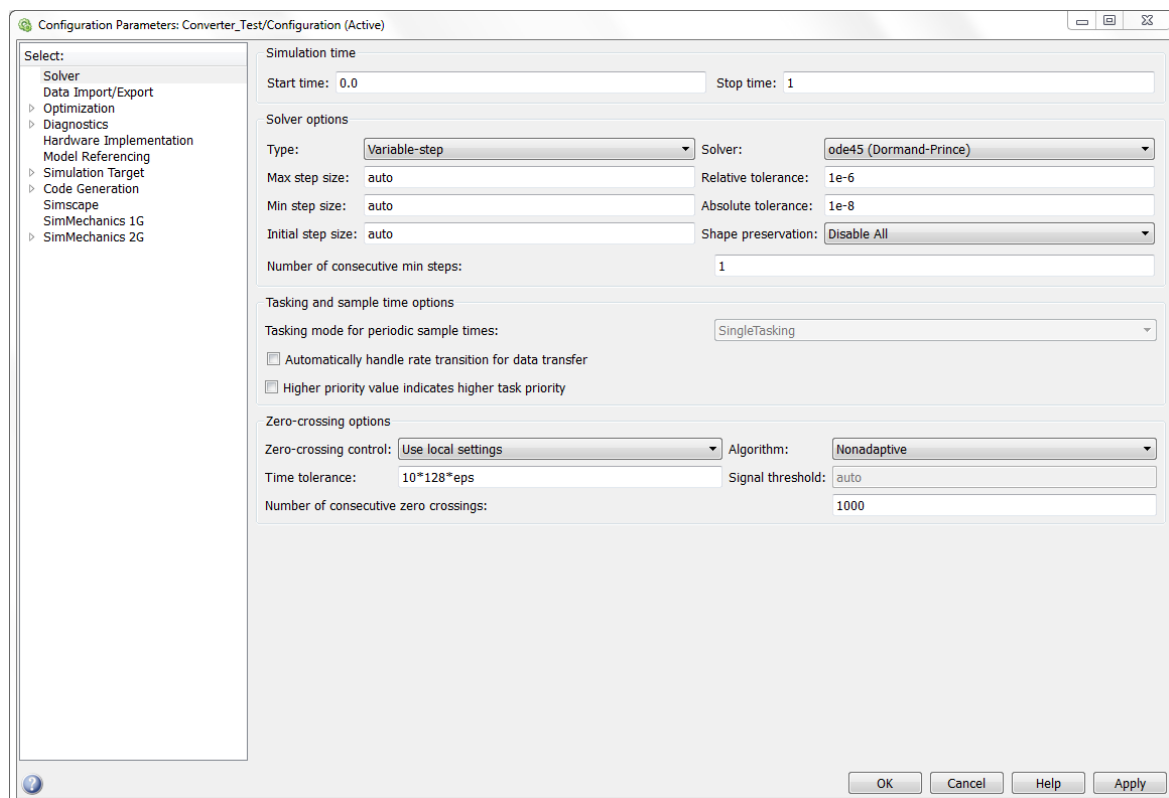 Configuration Parameters: Converter_Test/Configuration (Active)
Select:
Solver
Data Import/Export
Optimization
Diagnostics
Hardware Implementation
Model Referencing
Simulation Target
Code Generation
Simscape
SimMechanics 1G
SimMechanics 2G
Simulation time
Start time: 0.0 Stop time: 1
Solver options
Type: Variable-step Solver: ode45 (Dormand-Prince)
Max step size: auto Relative tolerance: 1e-6
Min step size: auto Absolute tolerance: 1e-8
Initial step size: auto Shape preservation: Disable All
Number of consecutive min steps: 1
Tasking and sample time options
Tasking mode for periodic sample times: SingleTasking
Automatically handle rate transition for data transfer
Higher priority value indicates higher task priority
Zero-crossing options
Zero-crossing control: Use local settings Algorithm: Nonadaptive
Time tolerance: 10*128*eps Signal threshold: auto
Number of consecutive zero crossings: 1000
? OK Cancel Help Apply